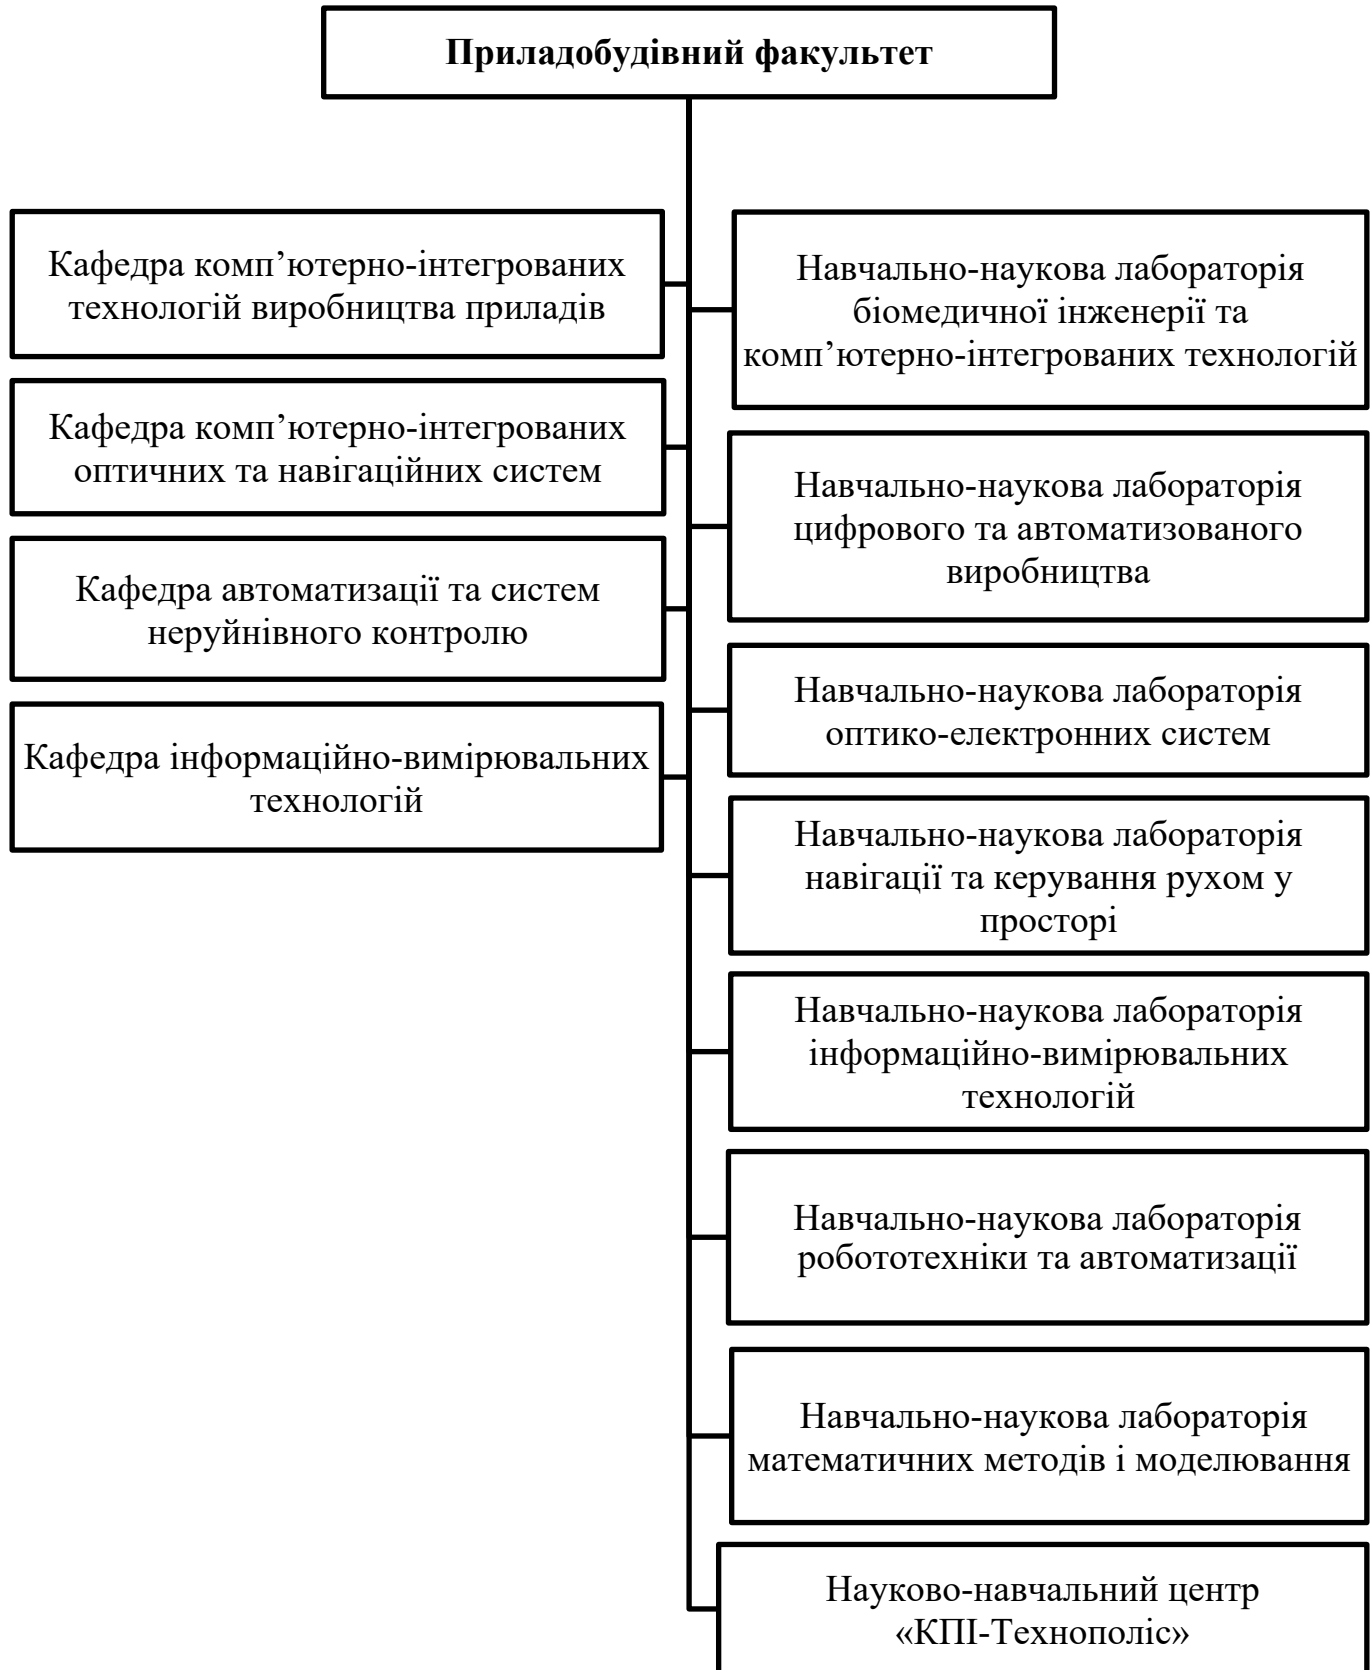 Приладобудівний факультет
Кафедра комп’ютерно-інтегрованих
технологій виробництва приладів
Кафедра комп’ютерно-інтегрованих
оптичних та навігаційних систем
Кафедра автоматизації та систем
неруйнівного контролю
Кафедра інформаційно-вимірювальних
технологій
Навчально-наукова лабораторія
біомедичної інженерії та
комп’ютерно-інтегрованих технологій
Навчально-наукова лабораторія
цифрового та автоматизованого
виробництва
Навчально-наукова лабораторія
оптико-електронних систем
Навчально-наукова лабораторія
навігації та керування рухом у
просторі
Навчально-наукова лабораторія
інформаційно-вимірювальних
технологій
Навчально-наукова лабораторія
робототехніки та автоматизації
Навчально-наукова лабораторія
математичних методів і моделювання
Науково-навчальний центр
«КПІ-Технополіс»